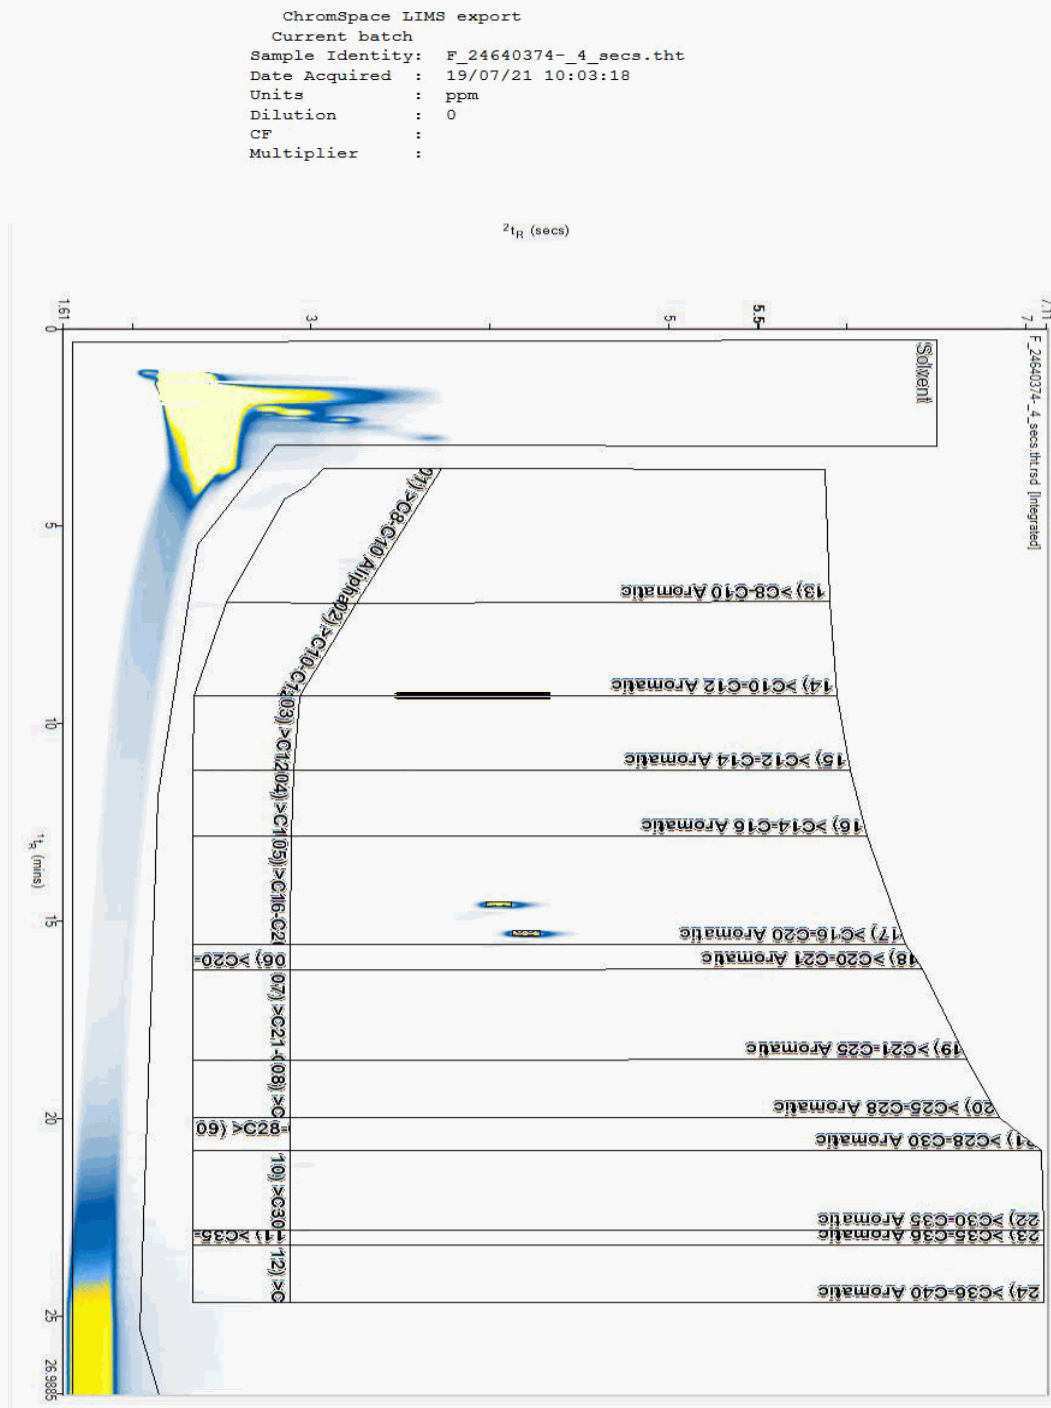 ChromSpace LIMS export
Current batch
Sample Identity: F_24640374-_4_secs.tht
Date Acquired : 19/07/21 10:03:18
Units : ppm
Dilution : 0
CF :
Multiplier :
²tR (secs)
1.61
3
5
5.5
7
7.11
F_24640374-_4_secs.tht.rsd [Integrated]
0
Solvent
5
01) >C8-C10 Alipha
13) >C8-C10 Aromatic
02) >C10-C12
14) >C10-C12 Aromatic
10
03) >C12
15) >C12-C14 Aromatic
04) >C1
16) >C14-C16 Aromatic
¹tR (mins)
05) >C16-C2
15
17) >C16-C20 Aromatic
06) >C20-
18) >C20-C21 Aromatic
07) >C21-
19) >C21-C25 Aromatic
08) >C
20) >C25-C28 Aromatic
20
09) >C28-
21) >C28-C30 Aromatic
10) >C30
22) >C30-C35 Aromatic
11) >C35-
23) >C35-C36 Aromatic
12) >C
24) >C36-C40 Aromatic
25
26.9885